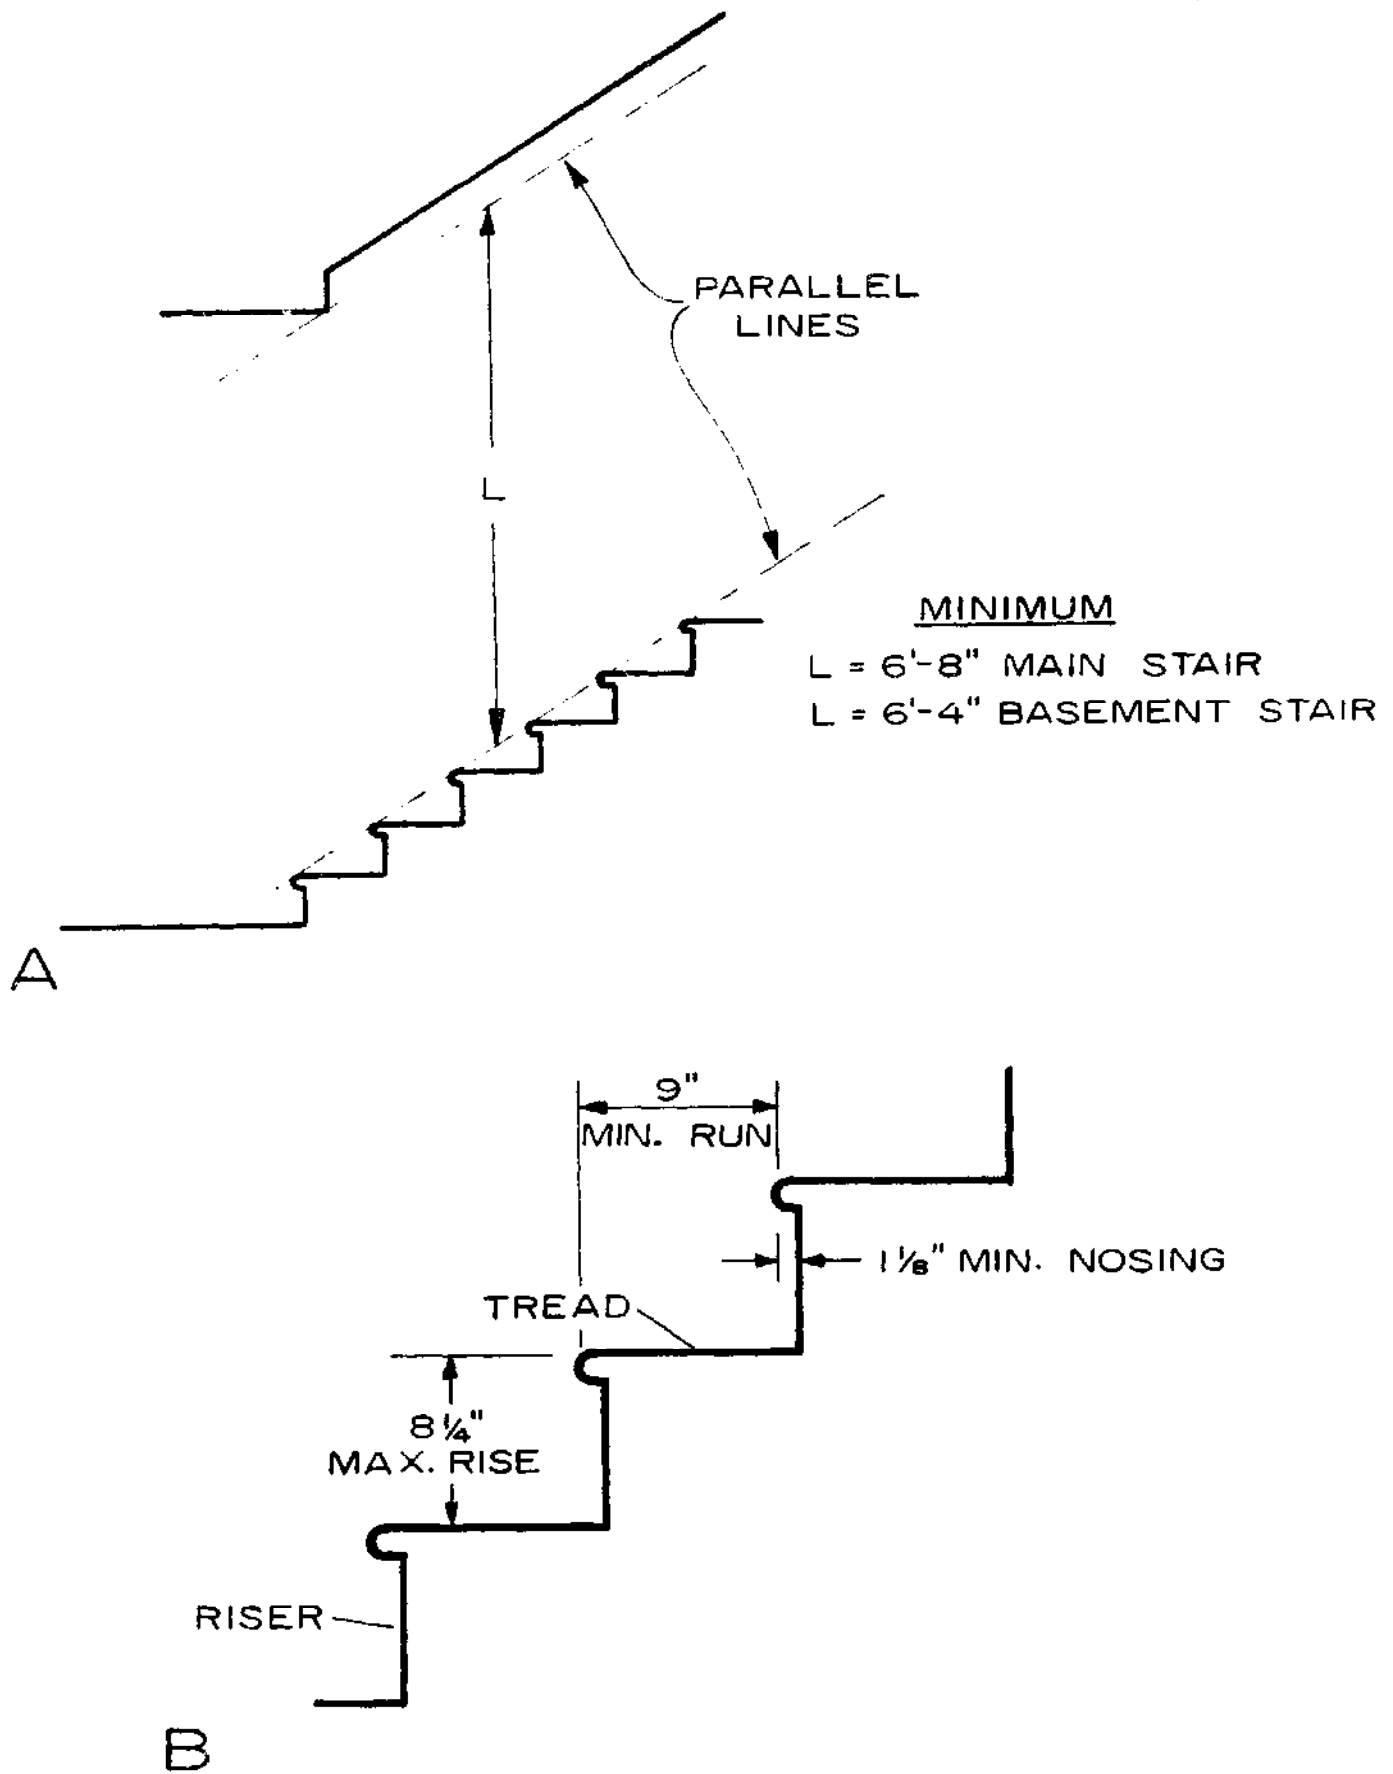 PARALLEL
LINES
L
MINIMUM
L = 6'-8" MAIN STAIR
L = 6'-4" BASEMENT STAIR
A
9"
MIN. RUN
1⅛" MIN. NOSING
TREAD
8¼"
MAX. RISE
RISER
B